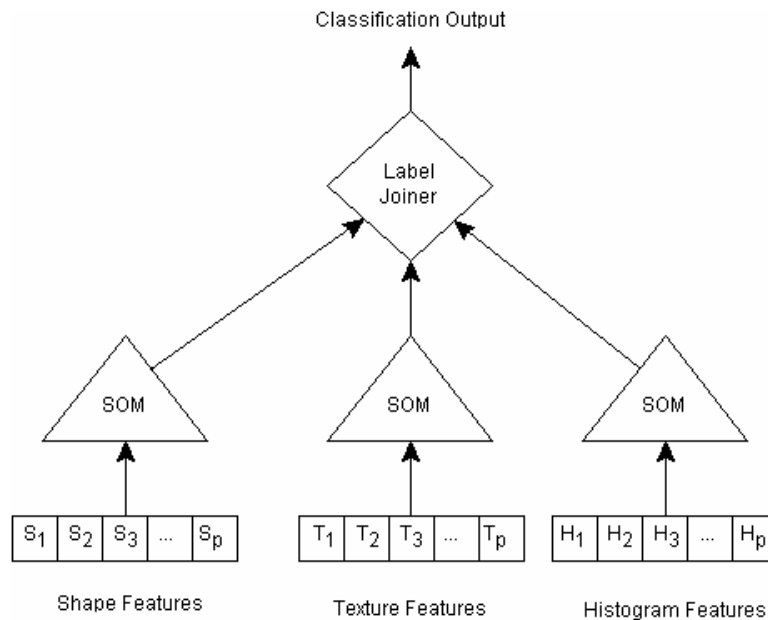 Classification Output
Label
Joiner
SOM SOM SOM
S1 S2 S3 ... Sp T1 T2 T3 ... Tp H1 H2 H3 ... Hp
Shape Features Texture Features Histogram Features